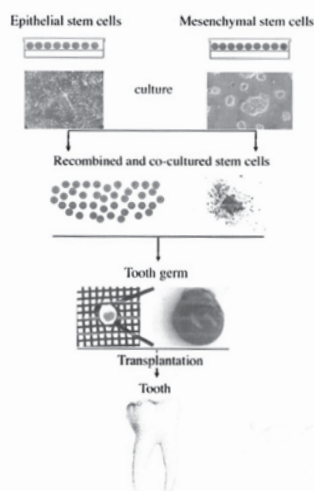 Epithelial stem cells
Mesenchymal stem cells
culture
Recombined and co-cultured stem cells
Tooth germ
Transplantation
Tooth